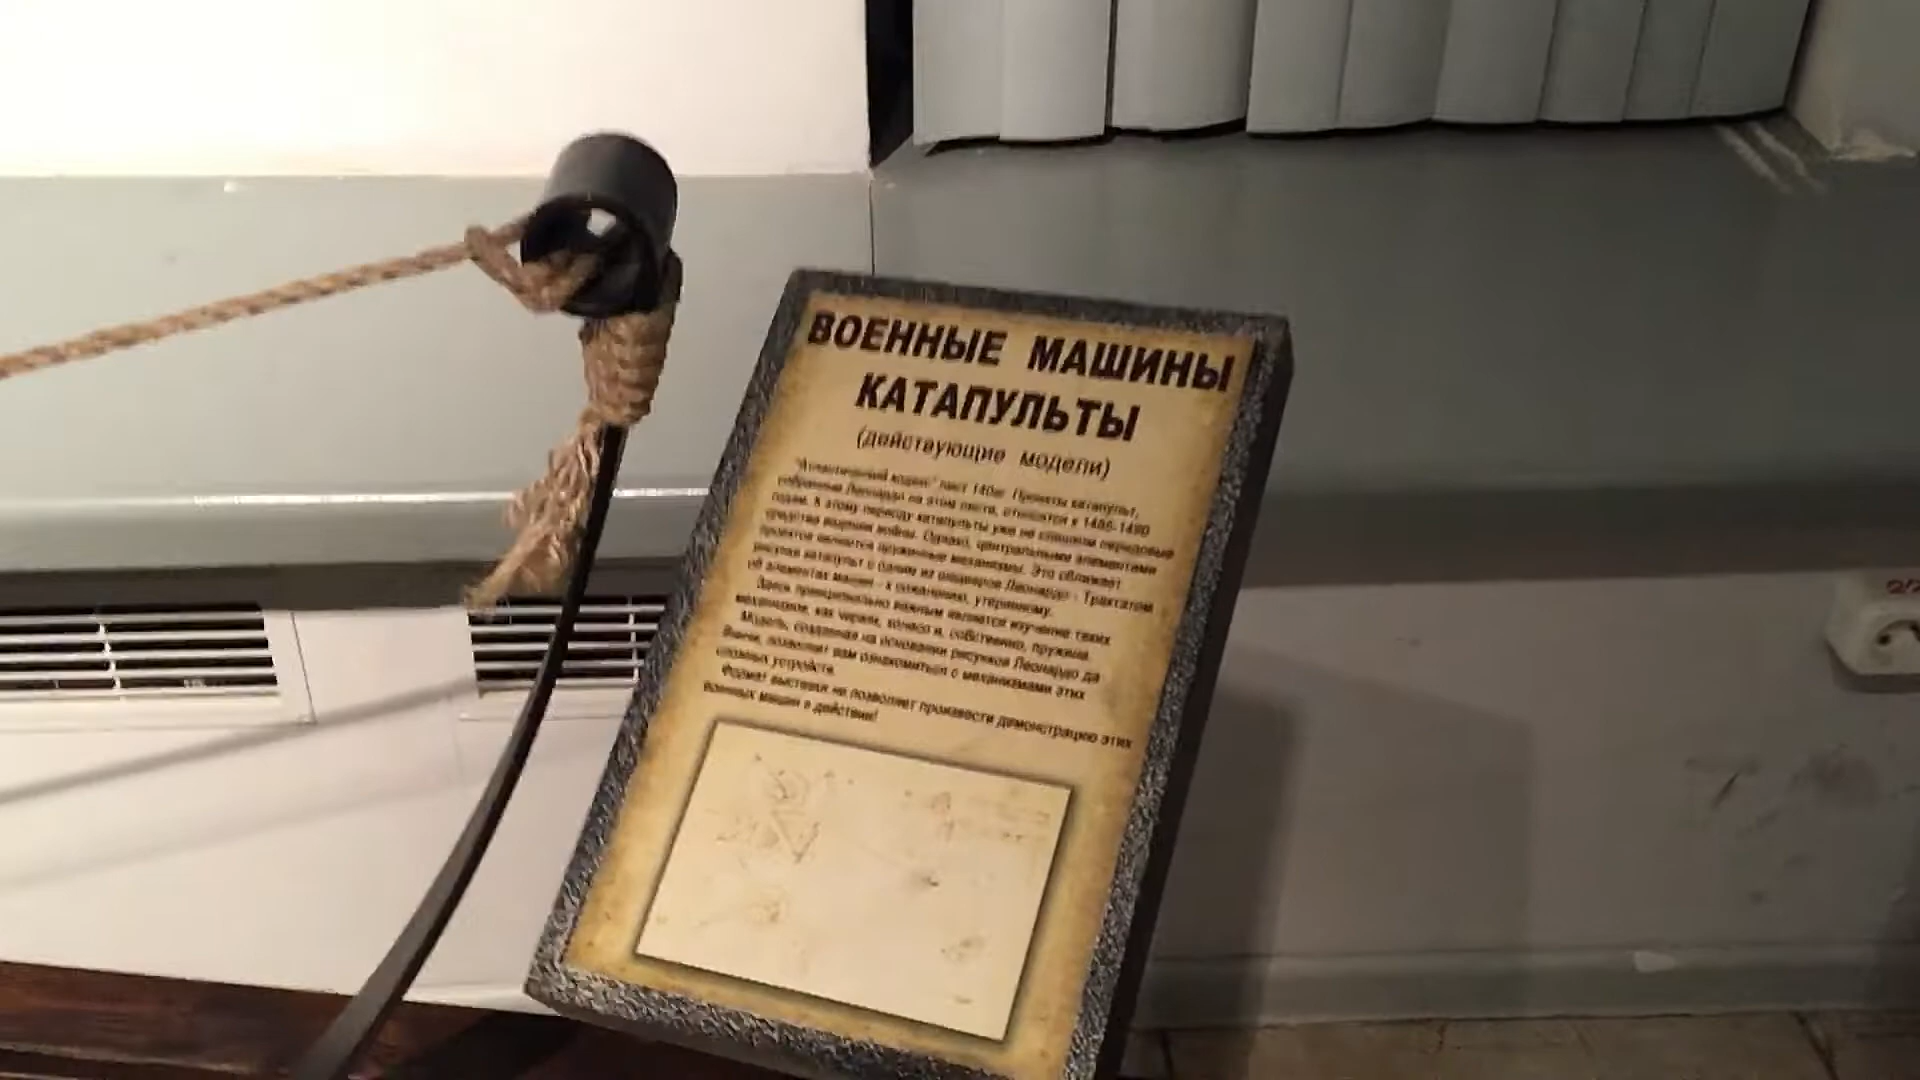 ВОЕННЫЕ МАШИНЫ
КАТАПУЛЬТЫ
(действующие модели)
"Атлантический кодекс" лист 140ar. Проекты катапульт,
собранные Леонардо на этом листе, относятся к 1485-1490
годам. К этому периоду катапульты уже не слишком передовые
средства ведения войны. Однако, центральными элементами
проектов являются пружинные механизмы. Это сближает
рисунки катапульт с одним из шедевров Леонардо - Трактатом
об элементах машин - к сожалению, утерянному.
Здесь принципиально важным является изучение таких
механизмов, как червяк, колесо и, собственно, пружина.
Модель, созданная на основании рисунков Леонардо да
Винчи, позволит вам ознакомиться с механизмами этих
сложных устройств.
Формат выставки не позволяет произвести демонстрацию этих
военных машин в действии!